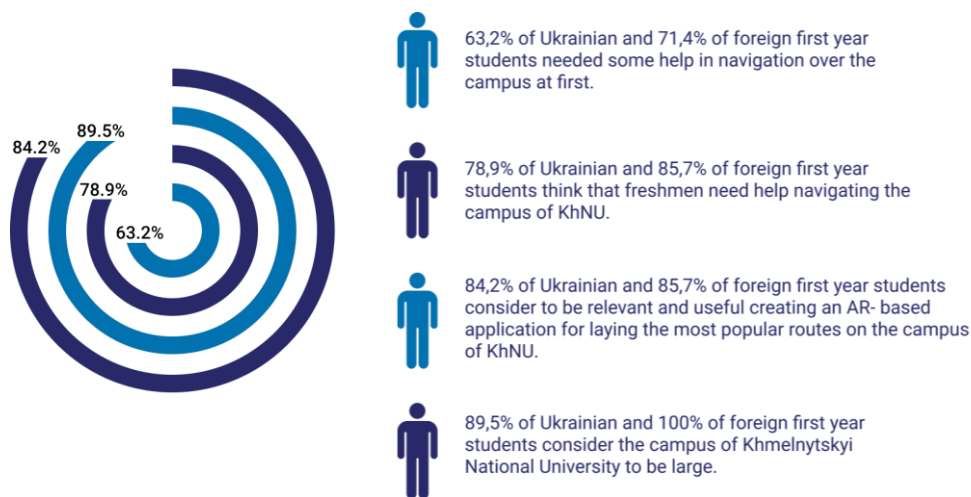 89.5%
84.2%
78.9%
63.2%
63,2% of Ukrainian and 71,4% of foreign first year
students needed some help in navigation over the
campus at first.
78,9% of Ukrainian and 85,7% of foreign first year
students think that freshmen need help navigating the
campus of KhNU.
84,2% of Ukrainian and 85,7% of foreign first year students
consider to be relevant and useful creating an AR- based
application for laying the most popular routes on the campus
of KhNU.
89,5% of Ukrainian and 100% of foreign first year
students consider the campus of Khmelnytskyi
National University to be large.